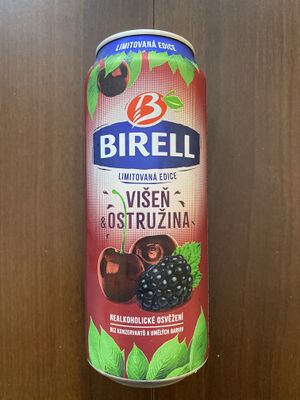 LIMITOVANÁ EDICE
B
BIRELL
LIMITOVANÁ EDICE
VIŠEŇ
& OSTRUŽINA
NEALKOHOLICKÉ OSVĚŽENÍ
BEZ KONZERVANTŮ A UMĚLÝCH BARVIV